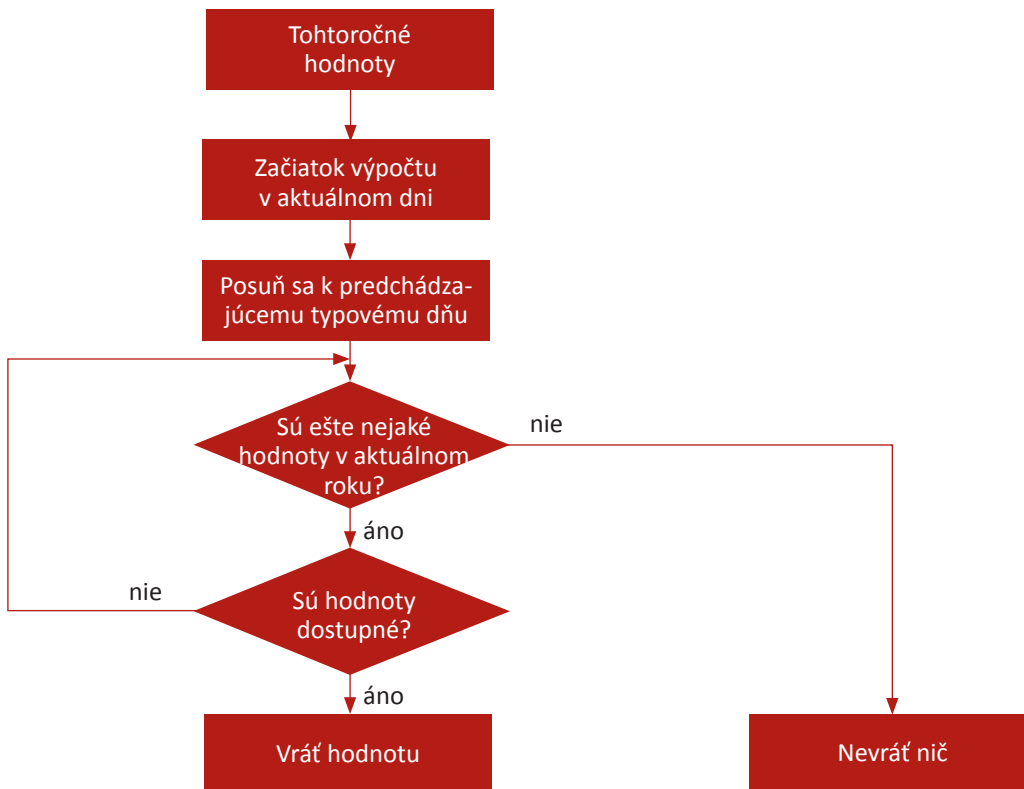 Tohtoročné
hodnoty
Začiatok výpočtu
v aktuálnom dni
Posuň sa k predchádza-
júcemu typovému dňu
Sú ešte nejaké
hodnoty v aktuálnom
roku?
nie
áno
Sú hodnoty
dostupné?
nie
áno
Vráť hodnotu
Nevráť nič